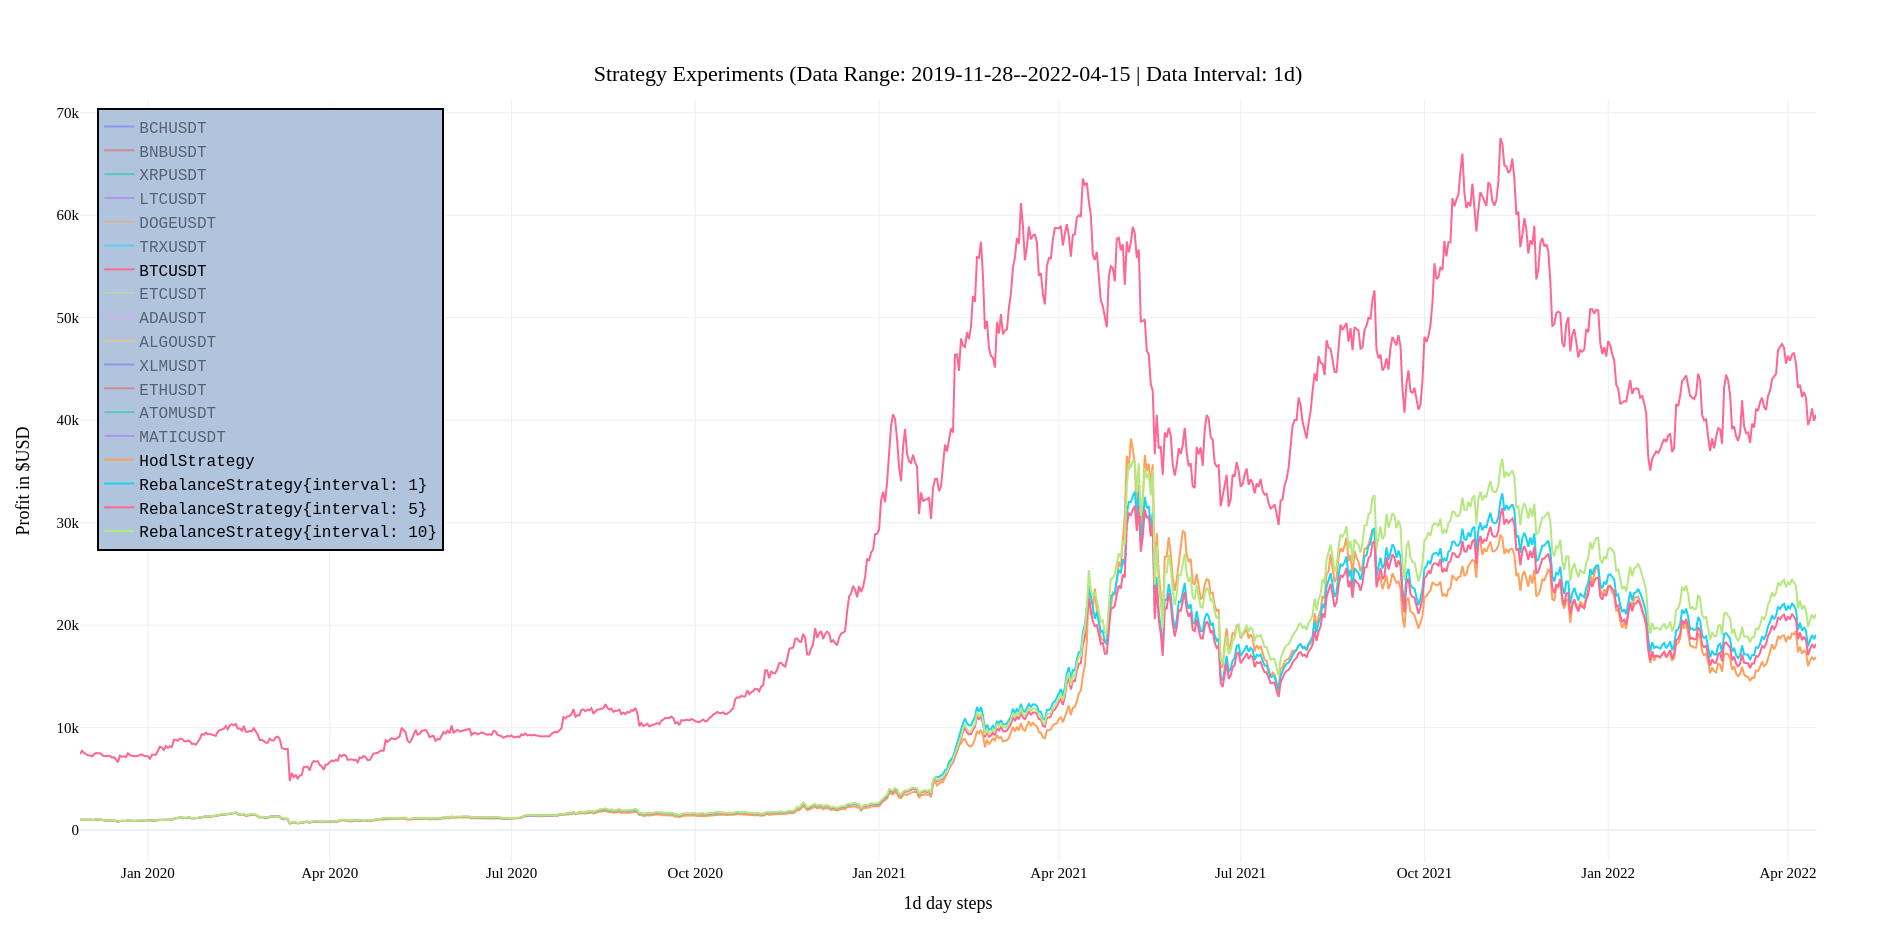 Strategy Experiments (Data Range: 2019-11-28--2022-04-15 | Data Interval: 1d)
BCHUSDT
BNBUSDT
XRPUSDT
LTCUSDT
DOGEUSDT
TRXUSDT
BTCUSDT
ETCUSDT
ADAUSDT
ALGOUSDT
XLMUSDT
ETHUSDT
ATOMUSDT
MATICUSDT
HodlStrategy
RebalanceStrategy{interval: 1}
RebalanceStrategy{interval: 5}
RebalanceStrategy{interval: 10}
Profit in $USD
70k
60k
50k
40k
30k
20k
10k
0
Jan 2020 Apr 2020 Jul 2020 Oct 2020 Jan 2021 Apr 2021 Jul 2021 Oct 2021 Jan 2022 Apr 2022
1d day steps